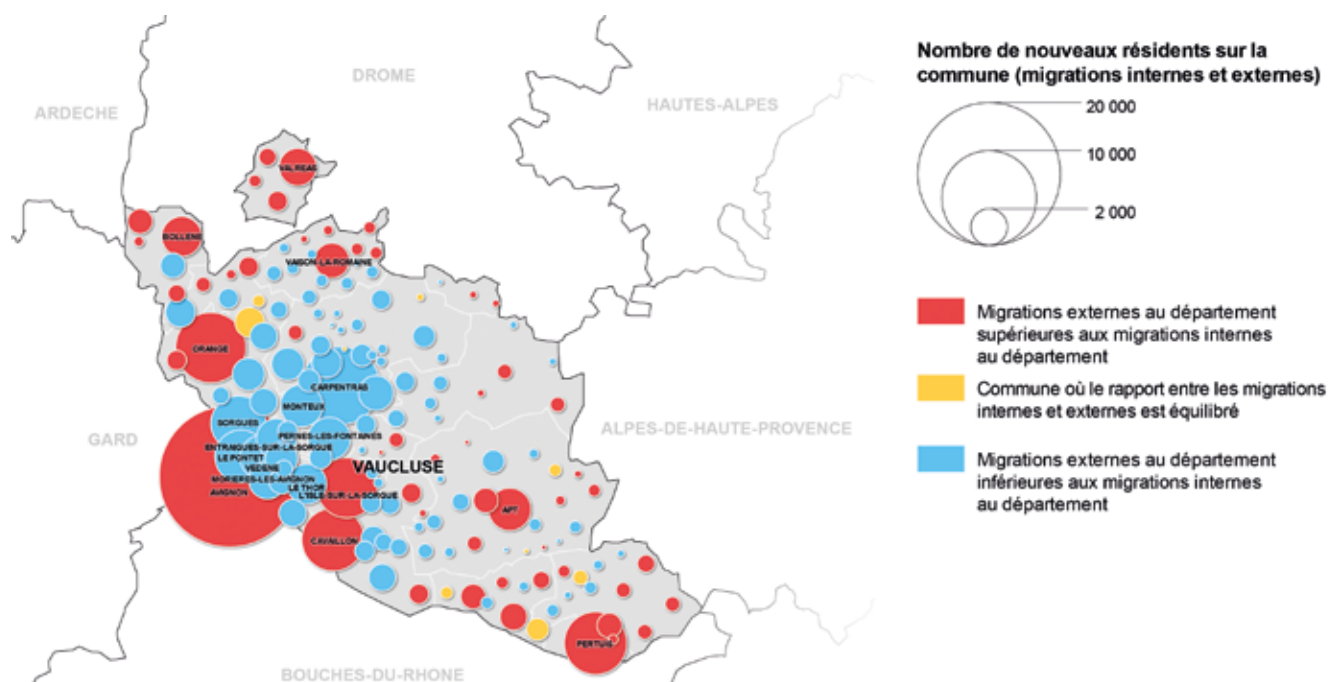 DROME
ARDECHE
HAUTES-ALPES
VALREAS
BOLLENE
VAISON-LA-ROMAINE
ORANGE
CARPENTRAS
MONTEUX
SORGUES
GARD
ALPES-DE-HAUTE-PROVENCE
PERNES-LES-FONTAINES
ENTRAIGUES-SUR-LA-SORGUE
LE PONTET
VAUCLUSE
VEDENE
MORIERES-LES-AVIGNON
LE THOR
AVIGNON
L'ISLE-SUR-LA-SORGUE
APT
CAVAILLON
PERTUIS
BOUCHES-DU-RHONE
Nombre de nouveaux résidents sur la
commune (migrations internes et externes)
20 000
10 000
2 000
Migrations externes au département
supérieures aux migrations internes
au département
Commune où le rapport entre les migrations
internes et externes est équilibré
Migrations externes au département
inférieures aux migrations internes
au département